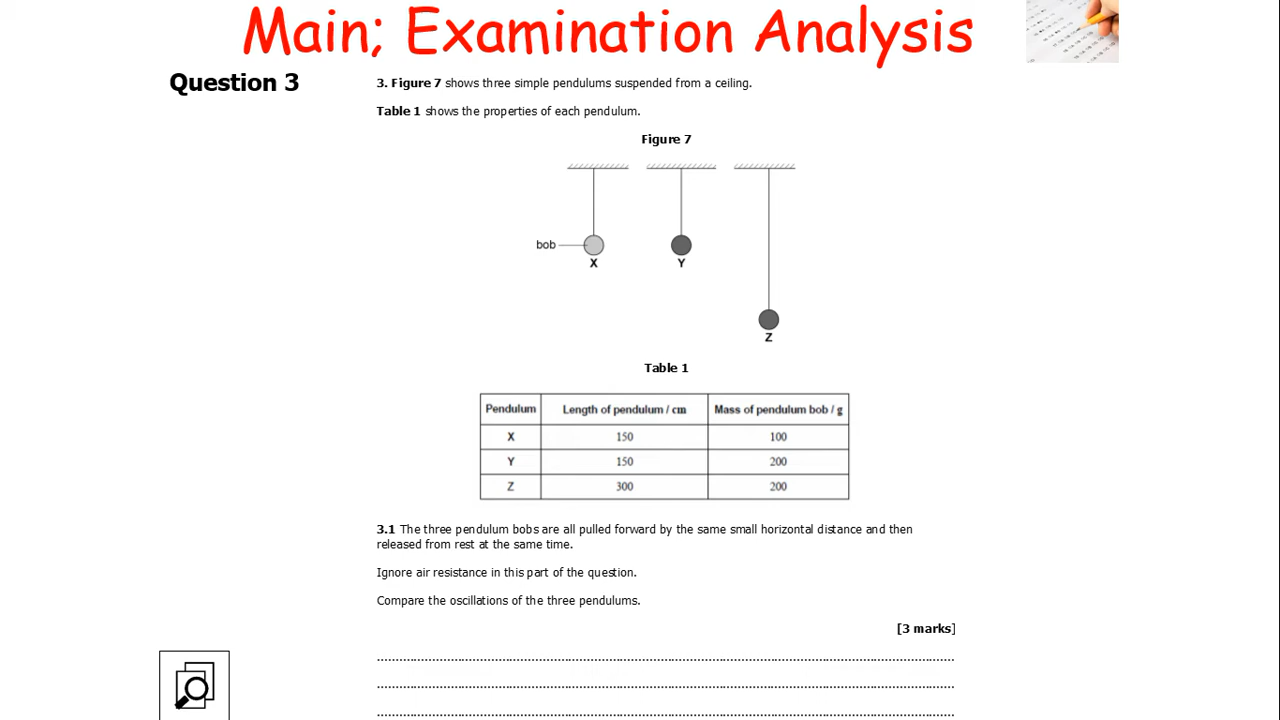 Main; Examination Analysis
Question 3
3. Figure 7 shows three simple pendulums suspended from a ceiling.
Table 1 shows the properties of each pendulum.
Figure 7
bob
X
Y
Z
Table 1
Pendulum Length of pendulum / cm Mass of pendulum bob / g
X 150 100
Y 150 200
Z 300 200
3.1 The three pendulum bobs are all pulled forward by the same small horizontal distance and then
released from rest at the same time.
Ignore air resistance in this part of the question.
Compare the oscillations of the three pendulums.
[3 marks]